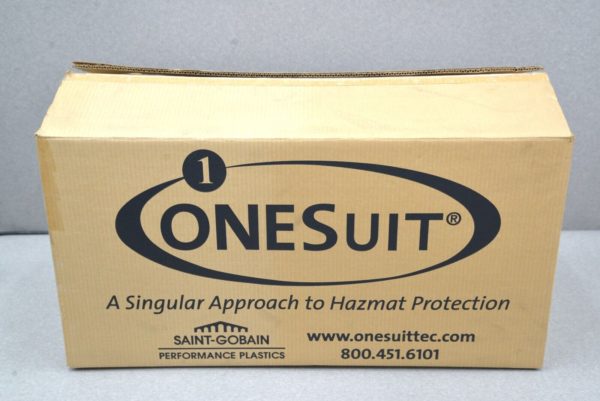 1
ONESUIT®
A Singular Approach to Hazmat Protection
SAINT-GOBAIN
PERFORMANCE PLASTICS
www.onesuittec.com
800.451.6101